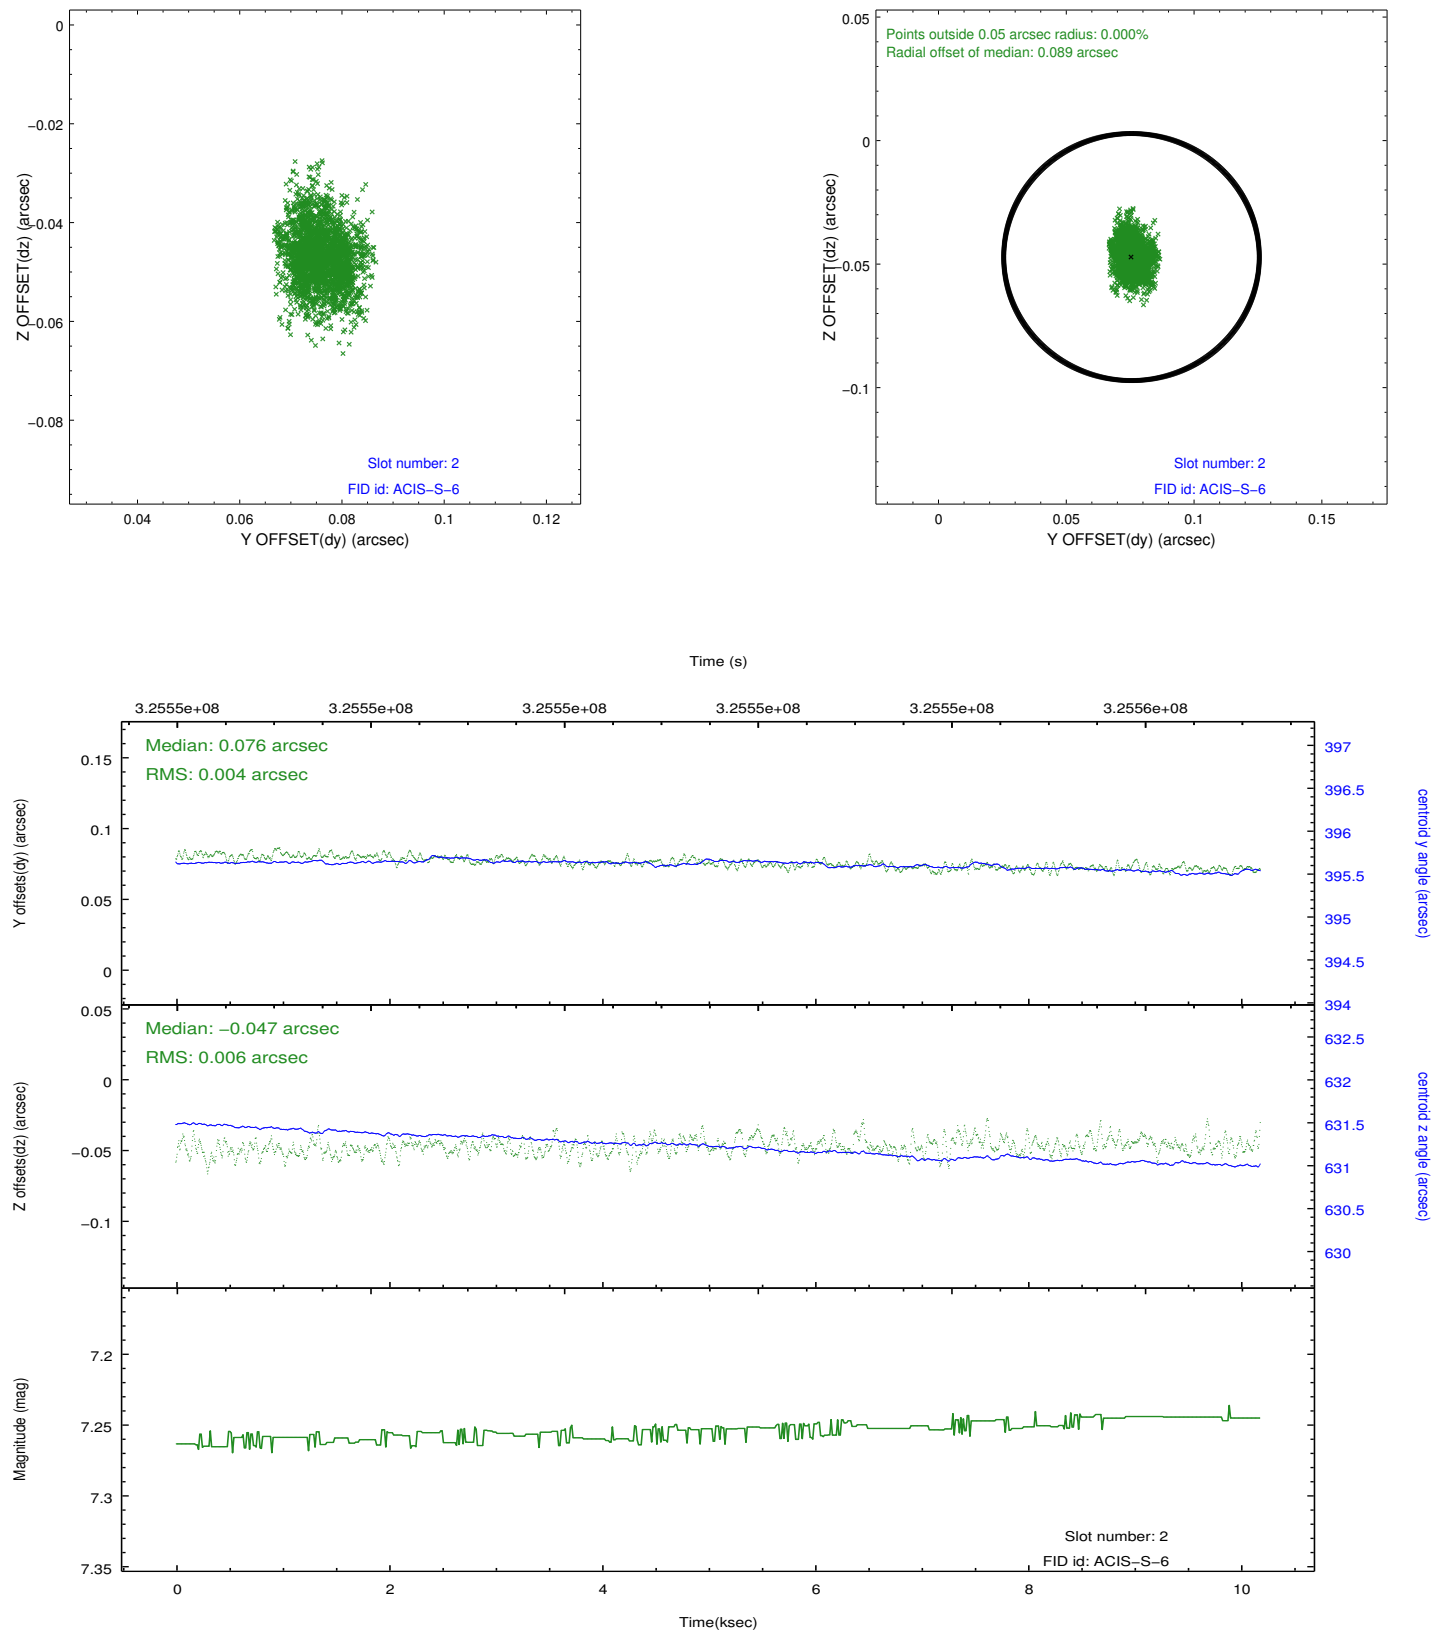 0
−0.02
−0.04
−0.06
−0.08
Z OFFSET(dz) (arcsec)
Slot number: 2
FID id: ACIS−S−6
0.04 0.06 0.08 0.1 0.12
Y OFFSET(dy) (arcsec)
Points outside 0.05 arcsec radius: 0.000%
Radial offset of median: 0.089 arcsec
0.05
0
−0.05
−0.1
Z OFFSET(dz) (arcsec)
Slot number: 2
FID id: ACIS−S−6
0 0.05 0.1 0.15
Y OFFSET(dy) (arcsec)
Time (s)
3.2555e+08 3.2555e+08 3.2555e+08 3.2555e+08 3.2555e+08 3.2556e+08
Median: 0.076 arcsec
RMS: 0.004 arcsec
0.15
0.1
0.05
0
Y offsets(dy) (arcsec)
397
396.5
396
395.5
395
394.5
394
centroid y angle (arcsec)
Median: −0.047 arcsec
RMS: 0.006 arcsec
0.05
0
−0.05
−0.1
Z offsets(dz) (arcsec)
632.5
632
631.5
631
630.5
630
centroid z angle (arcsec)
7.2
7.25
7.3
7.35
Magnitude (mag)
Slot number: 2
FID id: ACIS−S−6
0 2 4 6 8 10
Time(ksec)